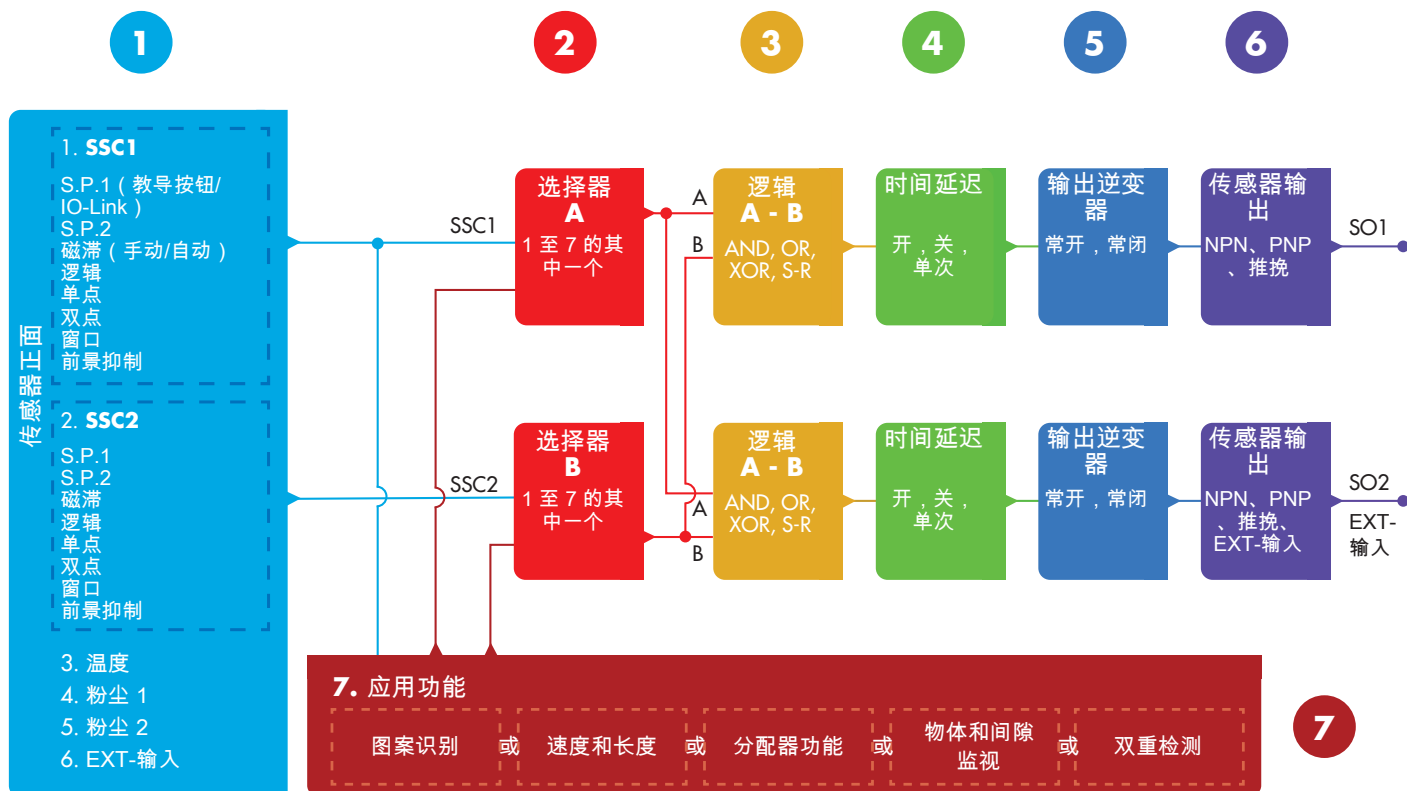 1
2
3
4
5
6
传感器正面
1. SSC1
S.P.1（教导按钮/
IO-Link）
S.P.2
磁滞（手动/自动）
逻辑
单点
双点
窗口
前景抑制
2. SSC2
S.P.1
S.P.2
磁滞
逻辑
单点
双点
窗口
前景抑制
3. 温度
4. 粉尘 1
5. 粉尘 2
6. EXT-输入
SSC1
选择器
A
1 至 7 的其
中一个
A
B
逻辑
A - B
AND, OR,
XOR, S-R
时间延迟
开，关，
单次
输出逆变
器
常开，常闭
传感器输
出
NPN、PNP
、推挽
SO1
SSC2
选择器
B
1 至 7 的其
中一个
A
B
逻辑
A - B
AND, OR,
XOR, S-R
时间延迟
开，关，
单次
输出逆变
器
常开，常闭
传感器输
出
NPN、PNP
、推挽、
EXT-输入
SO2
EXT-
输入
7. 应用功能
图案识别
或
速度和长度
或
分配器功能
或
物体和间隙
监视
或
双重检测
7